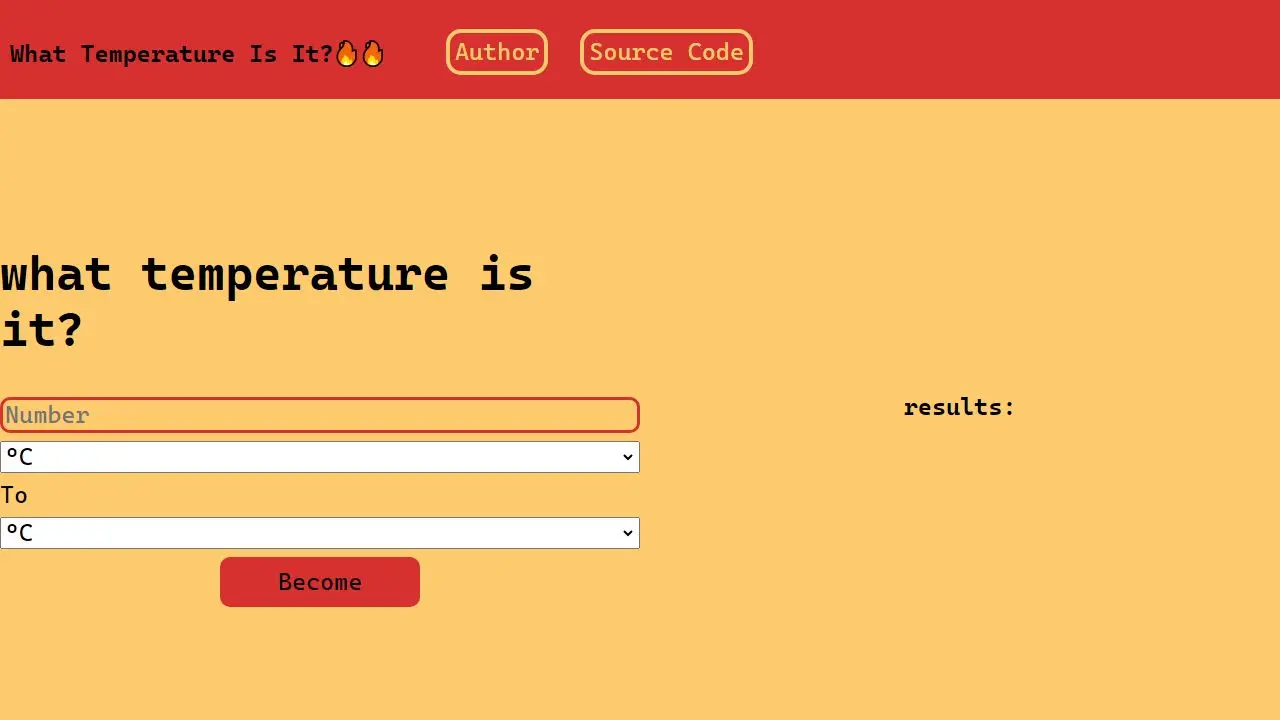 What Temperature Is It?🔥🔥
Author
Source Code
what temperature is
it?
Number
°C
results:
To
°C
Become